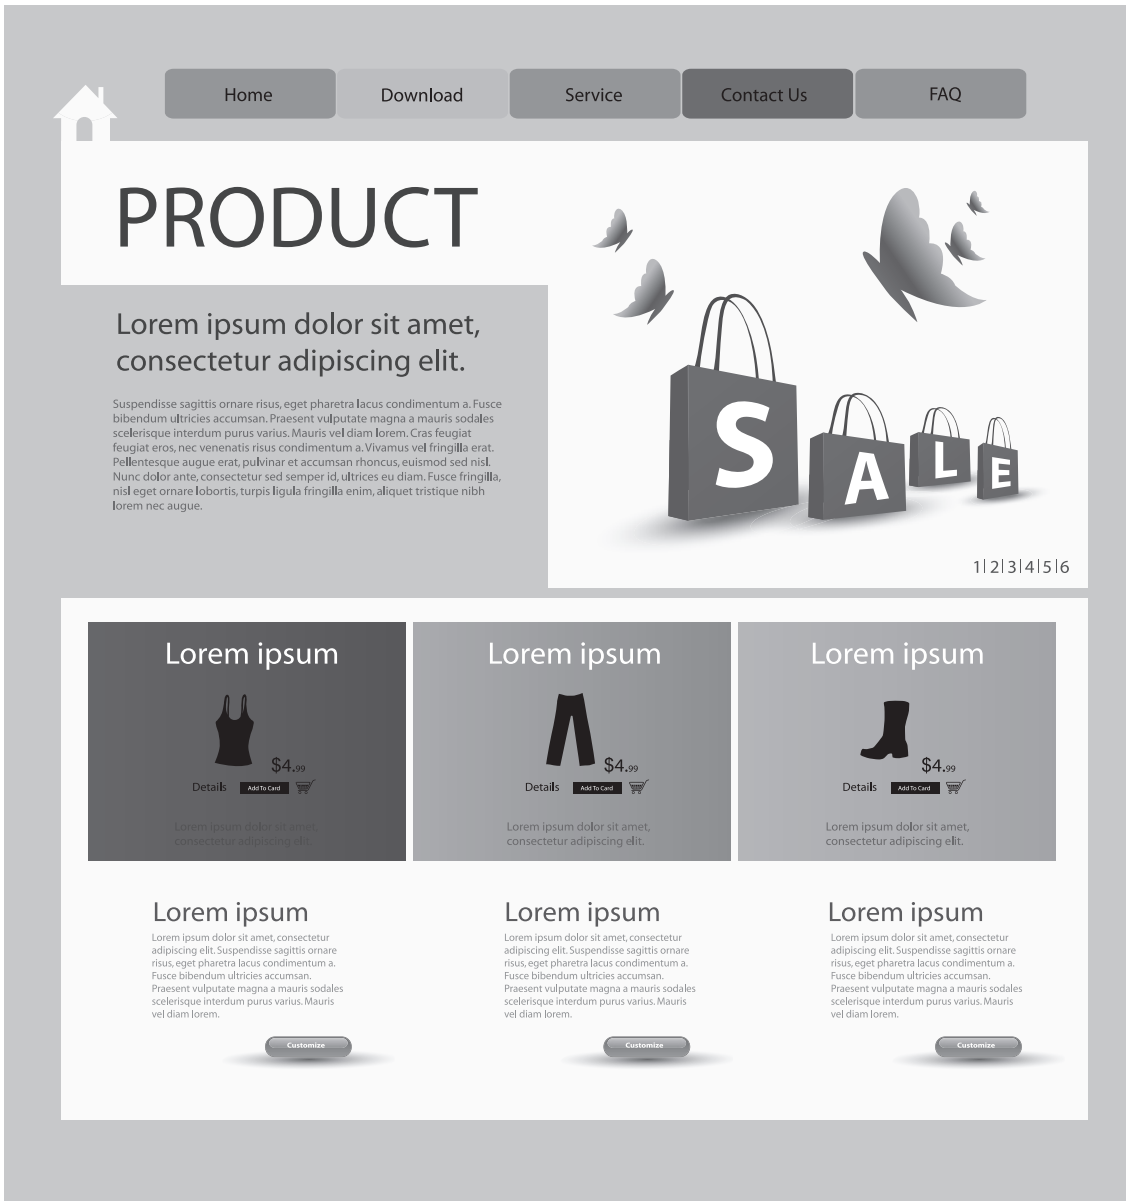 Home
Download
Service
Contact Us
FAQ
PRODUCT
Lorem ipsum dolor sit amet,
consectetur adipiscing elit.
Suspendisse sagittis ornare risus, eget pharetra lacus condimentum a. Fusce
bibendum ultricies accumsan. Praesent vulputate magna a mauris sodales
scelerisque interdum purus varius. Mauris vel diam lorem. Cras feugiat
feugiat eros, nec venenatis risus condimentum a. Vivamus vel fringilla erat.
Pellentesque augue erat, pulvinar et accumsan rhoncus, euismod sed nisl.
Nunc dolor ante, consectetur sed semper id, ultrices eu diam. Fusce fringilla,
nisl eget ornare lobortis, turpis ligula fringilla enim, aliquet tristique nibh
lorem nec augue.
S A L E
1|2|3|4|5|6
Lorem ipsum
$4.99
Details Add To Card
Lorem ipsum dolor sit amet,
consectetur adipiscing elit.
Lorem ipsum
$4.99
Details Add To Card
Lorem ipsum dolor sit amet,
consectetur adipiscing elit.
Lorem ipsum
$4.99
Details Add To Card
Lorem ipsum dolor sit amet,
consectetur adipiscing elit.
Lorem ipsum
Lorem ipsum dolor sit amet, consectetur
adipiscing elit. Suspendisse sagittis ornare
risus, eget pharetra lacus condimentum a.
Fusce bibendum ultricies accumsan.
Praesent vulputate magna a mauris sodales
scelerisque interdum purus varius. Mauris
vel diam lorem.
Customize
Lorem ipsum
Lorem ipsum dolor sit amet, consectetur
adipiscing elit. Suspendisse sagittis ornare
risus, eget pharetra lacus condimentum a.
Fusce bibendum ultricies accumsan.
Praesent vulputate magna a mauris sodales
scelerisque interdum purus varius. Mauris
vel diam lorem.
Customize
Lorem ipsum
Lorem ipsum dolor sit amet, consectetur
adipiscing elit. Suspendisse sagittis ornare
risus, eget pharetra lacus condimentum a.
Fusce bibendum ultricies accumsan.
Praesent vulputate magna a mauris sodales
scelerisque interdum purus varius. Mauris
vel diam lorem.
Customize